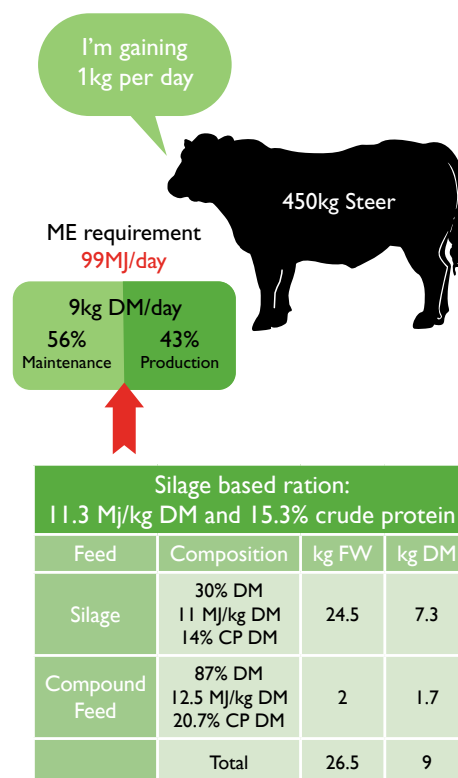 I'm gaining
1kg per day
450kg Steer
ME requirement
99MJ/day
9kg DM/day
56%
Maintenance
43%
Production
Silage based ration:
11.3 Mj/kg DM and 15.3% crude protein
Feed Composition kg FW kg DM
Silage
30% DM
11 MJ/kg DM
14% CP DM
24.5
7.3
Compound
Feed
87% DM
12.5 MJ/kg DM
20.7% CP DM
2
1.7
Total 26.5 9